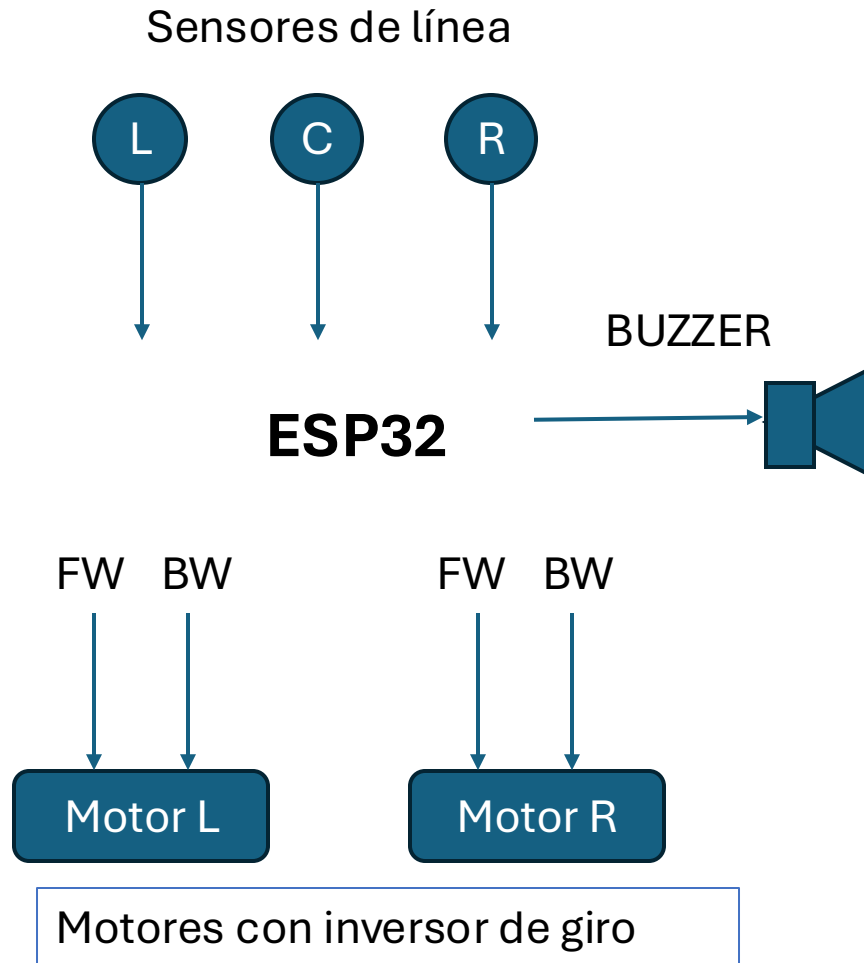 Sensores de línea
L C R
BUZZER
ESP32
FW BW FW BW
Motor L Motor R
Motores con inversor de giro